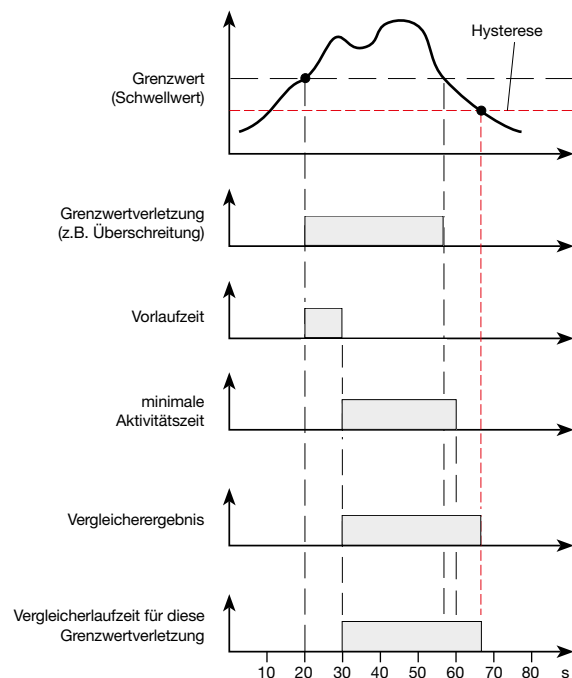 Hysterese
Grenzwert
(Schwellwert)
Grenzwertverletzung
(z.B. Überschreitung)
Vorlaufzeit
minimale
Aktivitätszeit
Vergleicherergebnis
Vergleicherlaufzeit für diese
Grenzwertverletzung
10 20 30 40 50 60 70 80 s